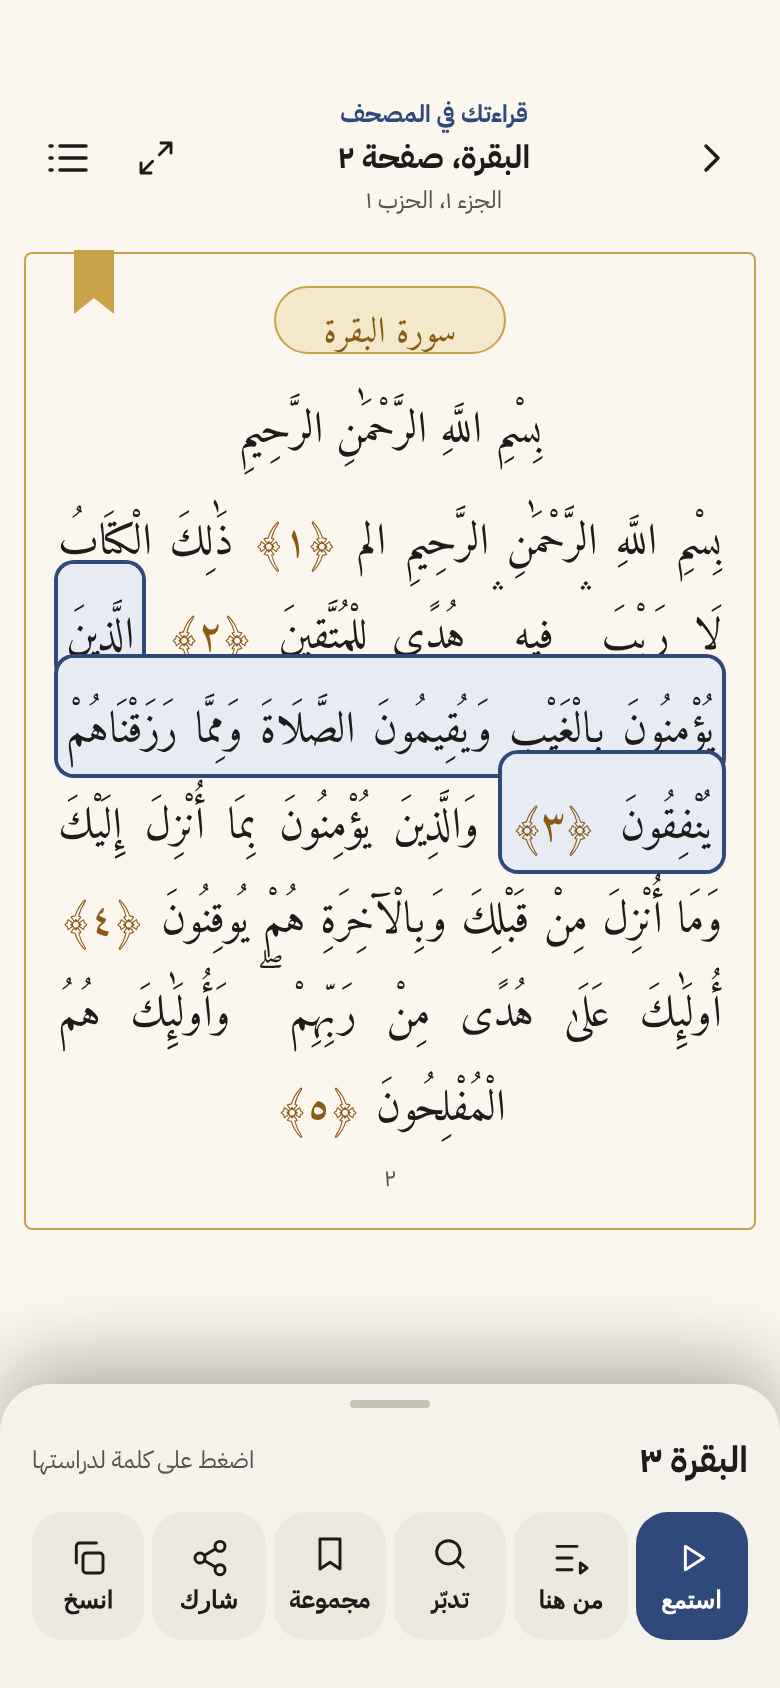 قراءتك في المصحف
البقرة، صفحة ٢
الجزء ١، الحزب ١
سورة البقرة
بِسْمِ اللَّهِ الرَّحْمَٰنِ الرَّحِيمِ
بِسْمِ اللَّهِ الرَّحْمَٰنِ الرَّحِيمِ الم ﴿١﴾ ذَٰلِكَ الْكِتَابُ
لَا رَيْبَ ۛ فِيهِ ۛ هُدًى لِلْمُتَّقِينَ ﴿٢﴾ الَّذِينَ
يُؤْمِنُونَ بِالْغَيْبِ وَيُقِيمُونَ الصَّلَاةَ وَمِمَّا رَزَقْنَاهُمْ
يُنْفِقُونَ ﴿٣﴾ وَالَّذِينَ يُؤْمِنُونَ بِمَا أُنْزِلَ إِلَيْكَ
وَمَا أُنْزِلَ مِنْ قَبْلِكَ وَبِالْآخِرَةِ هُمْ يُوقِنُونَ ﴿٤﴾
أُولَٰئِكَ عَلَىٰ هُدًى مِنْ رَبِّهِمْ ۖ وَأُولَٰئِكَ هُمُ
الْمُفْلِحُونَ ﴿٥﴾
٢
البقرة ٣
اضغط على كلمة لدراستها
استمع
من هنا
تدبّر
مجموعة
شارك
انسخ